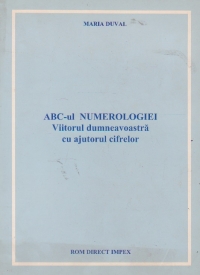 MARIA DUVAL
ABC-ul NUMEROLOGIEI
Viitorul dumneavoastră
cu ajutorul cifrelor
ROM DIRECT IMPEX